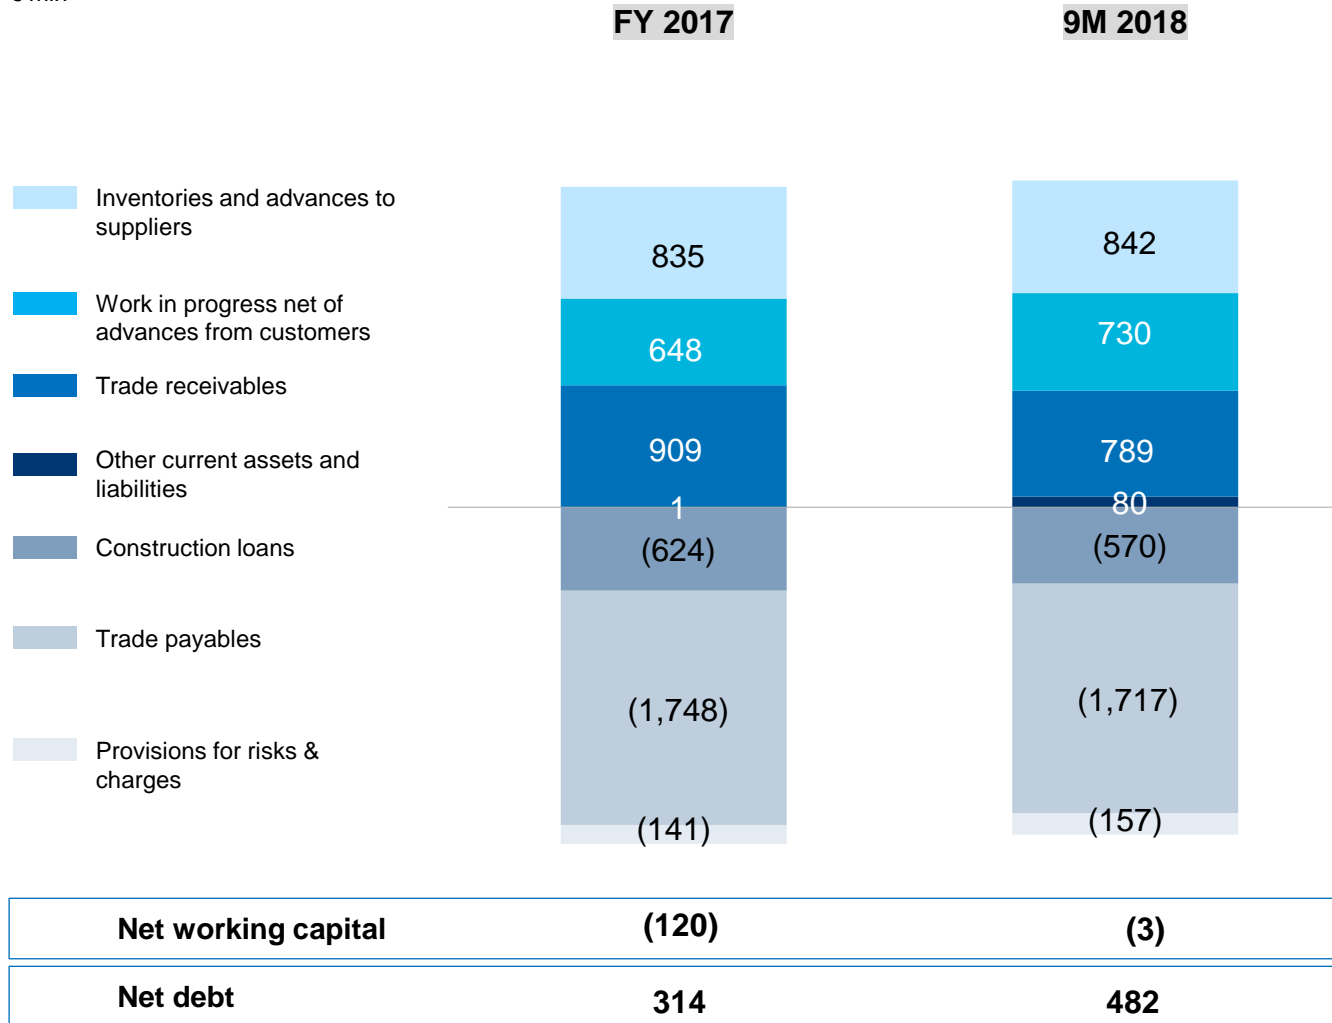 FY 2017
9M 2018
Inventories and advances to
suppliers
835
842
Work in progress net of
advances from customers
648
730
Trade receivables
909
789
Other current assets and
liabilities
1
80
Construction loans
(624)
(570)
Trade payables
(1,748)
(1,717)
Provisions for risks &
charges
(141)
(157)
Net working capital
(120)
(3)
Net debt
314
482